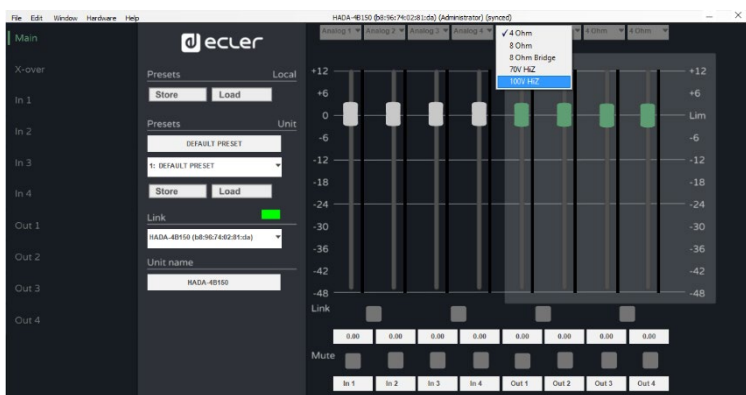 File Edit Window Hardware Help
HADA-4B150 (b8:96:74:02:81:da) (Administrator) (synced)
Main
X-over
In 1
In 2
In 3
In 4
Out 1
Out 2
Out 3
Out 4
ecler
Presets Local
Store Load
Presets Unit
DEFAULT PRESET
1: DEFAULT PRESET
Store Load
Link
HADA-4B150 (b8:96:74:02:81:da)
Unit name
HADA-4B150
Analog 1 Analog 2 Analog 3 Analog 4 4 Ohm 4 Ohm
✓ 4 Ohm
8 Ohm
8 Ohm Bridge
70V HiZ
100V HiZ
+12 +12
+6 +6
0 Lim
-6 -6
-12 -12
-18 -18
-24 -24
-30 -30
-36 -36
-42 -42
-48 -48
Link
0.00 0.00 0.00 0.00 0.00 0.00 0.00 0.00
Mute
In 1 In 2 In 3 In 4 Out 1 Out 2 Out 3 Out 4